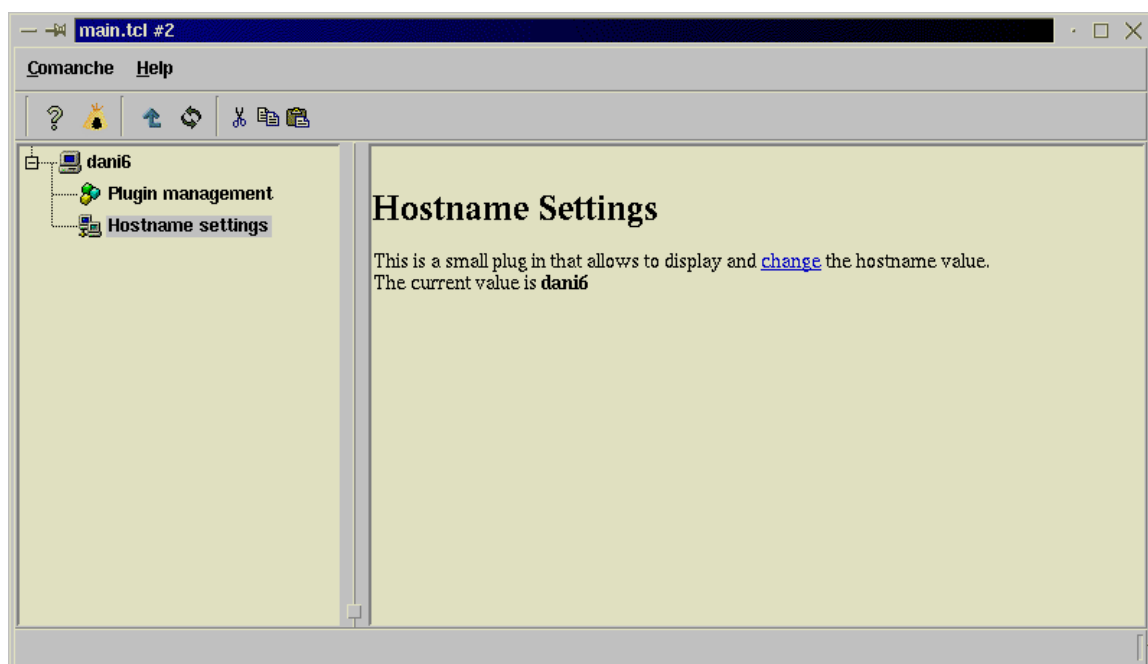 main.tcl #2
Comanche Help
dani6
Plugin management
Hostname settings
Hostname Settings
This is a small plug in that allows to display and change the hostname value.
The current value is dani6